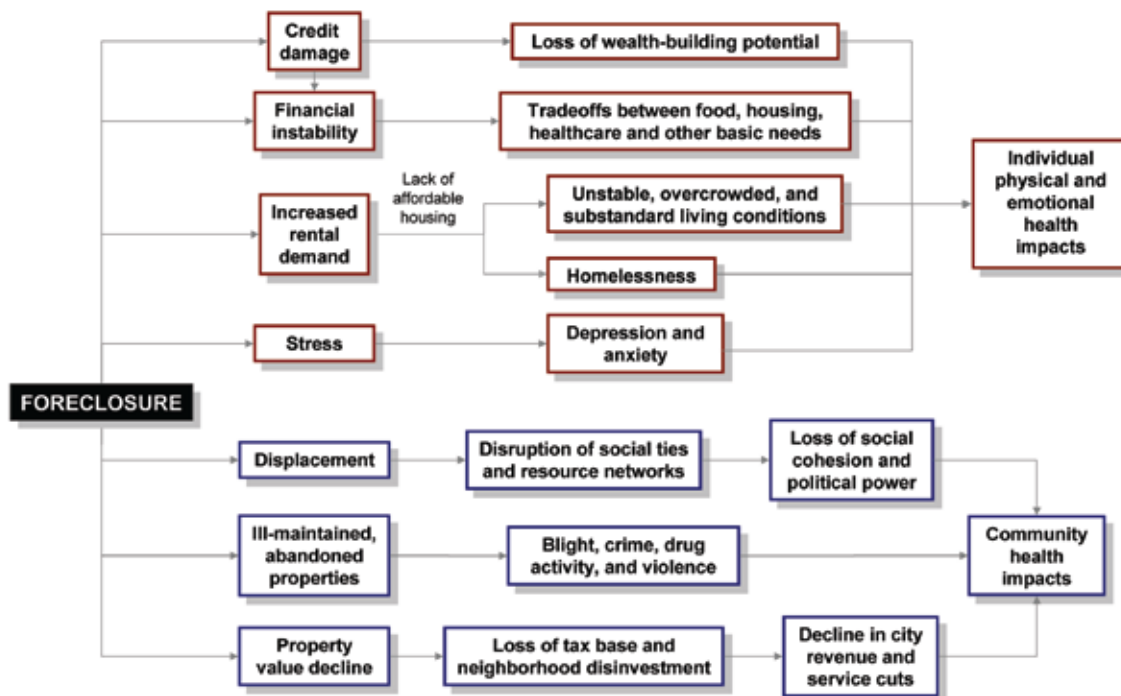 Credit
damage
Loss of wealth-building potential
Financial
instability
Tradeoffs between food, housing,
healthcare and other basic needs
Increased
rental
demand
Lack of
affordable
housing
Unstable, overcrowded, and
substandard living conditions
Homelessness
Individual
physical and
emotional
health
impacts
Stress
Depression and
anxiety
FORECLOSURE
Displacement
Disruption of social ties
and resource networks
Loss of social
cohesion and
political power
Ill-maintained,
abandoned
properties
Blight, crime, drug
activity, and violence
Community
health
impacts
Property
value decline
Loss of tax base and
neighborhood disinvestment
Decline in city
revenue and
service cuts